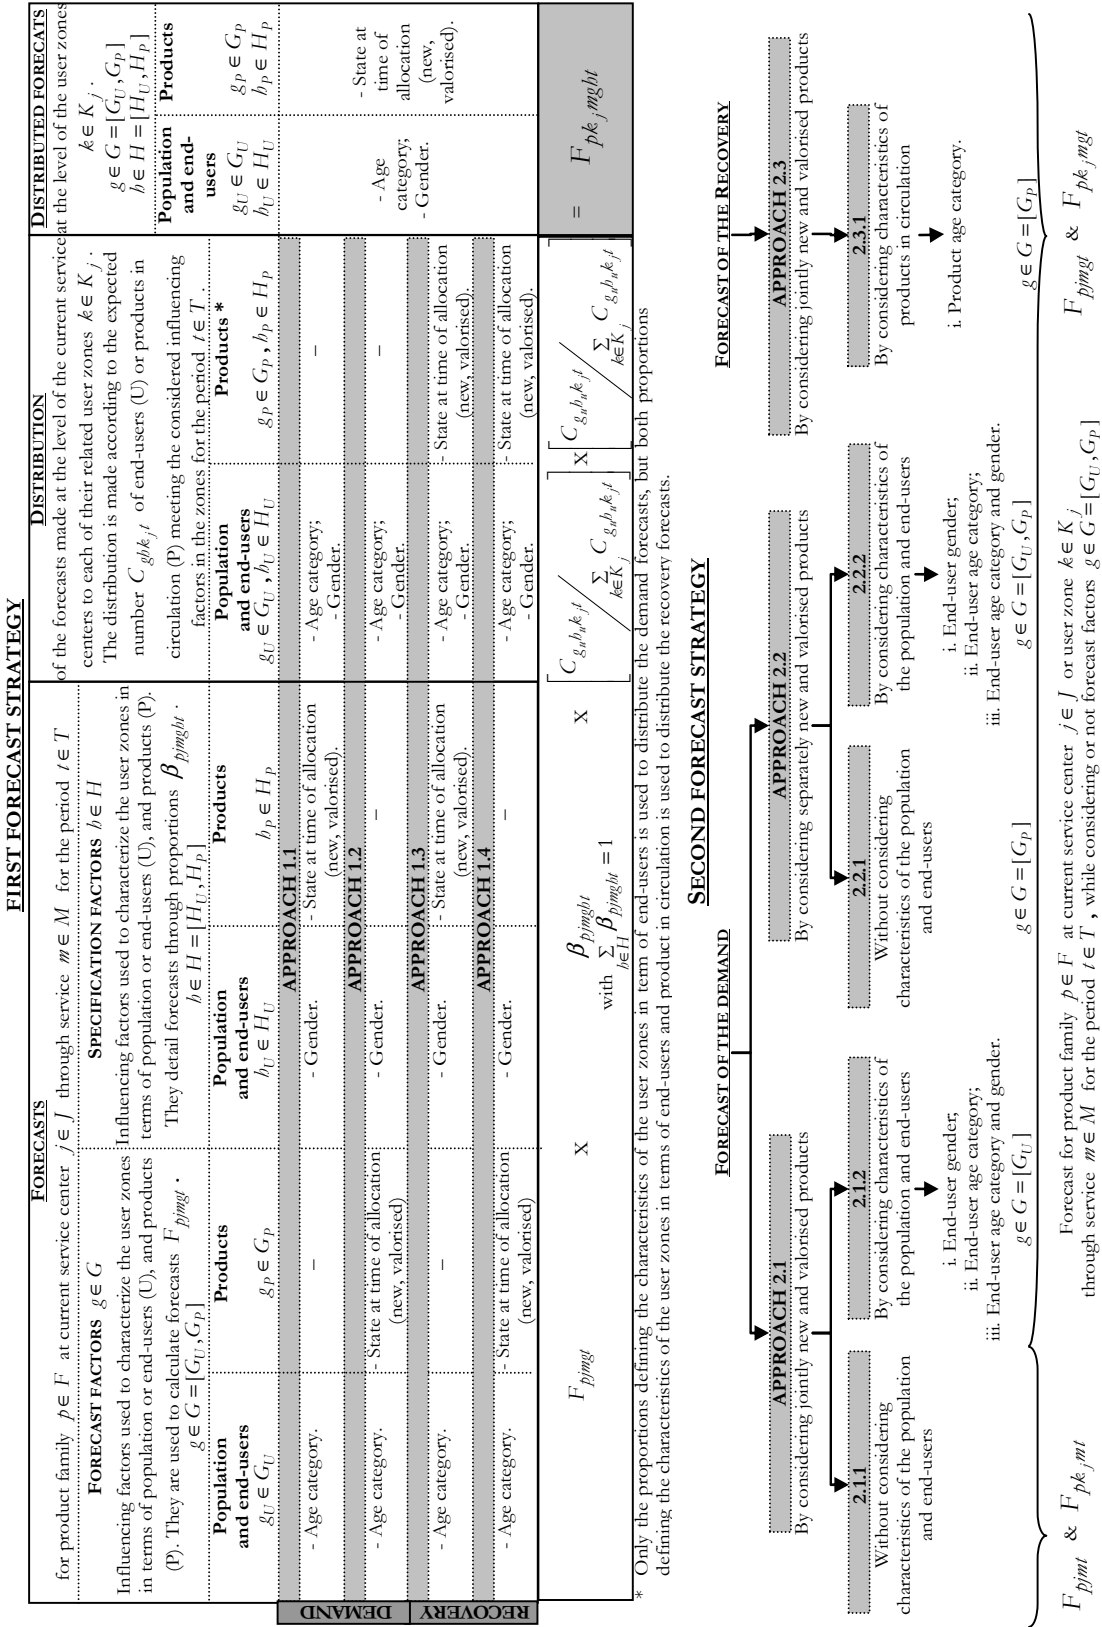 FIRST FORECAST STRATEGY
FORECASTS
for product family p ∈ F at current service center j ∈ J through service m ∈ M for the period t ∈ T
FORECAST FACTORS g ∈ G
Influencing factors used to characterize the user zones
in terms of population or end-users (U), and products
(P). They are used to calculate forecasts F_pjmgt .
g ∈ G = [G_U , G_P]
SPECIFICATION FACTORS h ∈ H
Influencing factors used to characterize the user zones in
terms of population or end-users (U), and products (P).
They detail forecasts through proportions β_pjmght .
h ∈ H = [H_U , H_P]
DISTRIBUTION
of the forecasts made at the level of the current service
centers to each of their related user zones k ∈ K_j .
The distribution is made according to the expected
number C_ghk_jt of end-users (U) or products in
circulation (P) meeting the considered influencing
factors in the zones for the period t ∈ T .
DISTRIBUTED FORECATS
at the level of the user zones
k ∈ K_j .
g ∈ G = [G_U , G_P]
h ∈ H = [H_U , H_P]
Population
and end-users
g_U ∈ G_U
Products
g_P ∈ G_P
Population
and end-users
h_U ∈ H_U
Products
h_P ∈ H_P
Population
and end-users
g_U ∈ G_U , h_U ∈ H_U
Products *
g_P ∈ G_P , h_P ∈ H_P
Population
and end-
users
g_U ∈ G_U
h_U ∈ H_U
Products
g_P ∈ G_P
h_P ∈ H_P
DEMAND
APPROACH 1.1
- Age category.
–
- Gender.
- State at time of allocation
(new, valorised).
- Age category;
- Gender.
–
APPROACH 1.2
- Age category.
- State at time of allocation
(new, valorised)
- Gender.
–
- Age category;
- Gender.
–
RECOVERY
APPROACH 1.3
- Age category.
–
- Gender.
- State at time of allocation
(new, valorised).
- Age category;
- Gender.
- State at time of allocation
(new, valorised).
APPROACH 1.4
- Age category.
- State at time of allocation
(new, valorised)
- Gender.
–
- Age category;
- Gender.
- State at time of allocation
(new, valorised).
- Age
category;
- Gender.
- State at
time of
allocation
(new,
valorised).
F_pjmgt x β_pjmght x [C_g_uh_uk_jt / Σ_k∈K_j C_g_uh_uk_jt] x [C_g_uh_uk_jt / Σ_k∈K_j C_g_uh_uk_jt] = F_pk_jmght
with Σ_h∈H β_pjmght = 1
* Only the proportions defining the characteristics of the user zones in term of end-users is used to distribute the demand forecasts, but both proportions
defining the characteristics of the user zones in terms of end-users and product in circulation is used to distribute the recovery forecasts.
SECOND FORECAST STRATEGY
FORECAST OF THE DEMAND
APPROACH 2.1
By considering jointly new and valorised products
2.1.1
Without considering
characteristics of the population
and end-users
2.1.2
By considering characteristics of
the population and end-users
i. End-user gender;
ii. End-user age category;
iii. End-user age category and gender.
g ∈ G = [G_U]
APPROACH 2.2
By considering separately new and valorised products
2.2.1
Without considering
characteristics of the population
and end-users
g ∈ G = [G_P]
2.2.2
By considering characteristics of
the population and end-users
i. End-user gender;
ii. End-user age category;
iii. End-user age category and gender.
g ∈ G = [G_U , G_P]
FORECAST OF THE RECOVERY
APPROACH 2.3
By considering jointly new and valorised products
2.3.1
By considering characteristics of
products in circulation
i. Product age category.
g ∈ G = [G_P]
F_pjmt & F_pk_jmt
Forecast for product family p ∈ F at current service center j ∈ J or user zone k ∈ K_j
through service m ∈ M for the period t ∈ T , while considering or not forecast factors g ∈ G = [G_U , G_P]
F_pjmgt & F_pk_jmgt